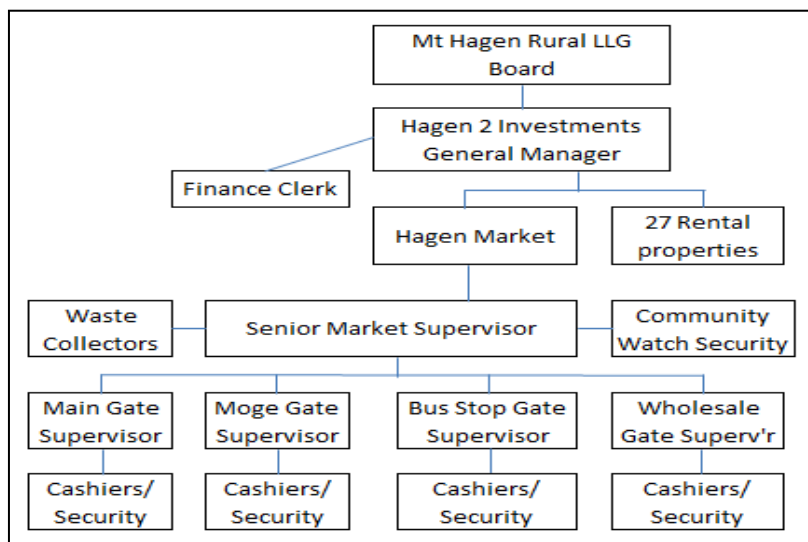 Mt Hagen Rural LLG
Board
Hagen 2 Investments
General Manager
Finance Clerk
Hagen Market
27 Rental
properties
Waste
Collectors
Senior Market Supervisor
Community
Watch Security
Main Gate
Supervisor
Moge Gate
Supervisor
Bus Stop Gate
Supervisor
Wholesale
Gate Superv'r
Cashiers/
Security
Cashiers/
Security
Cashiers/
Security
Cashiers/
Security